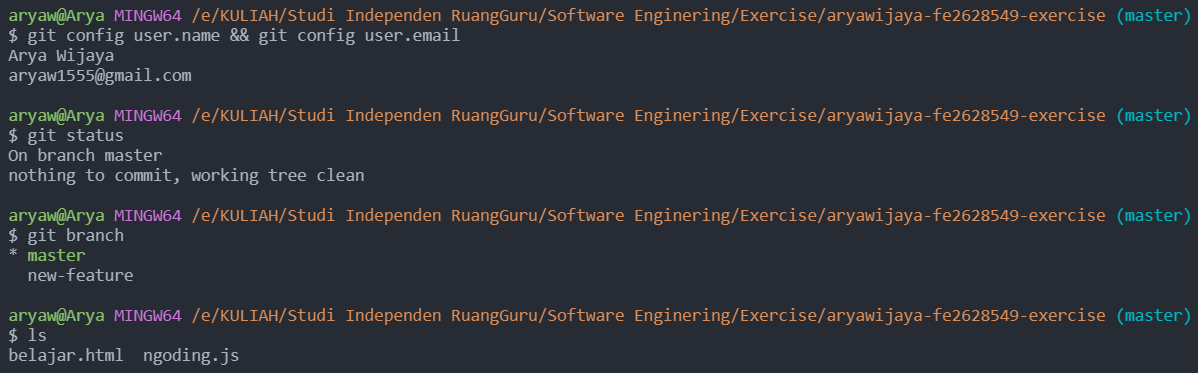 aryaw@Arya MINGW64 /e/KULIAH/Studi Independen RuangGuru/Software Enginering/Exercise/aryawijaya-fe2628549-exercise (master)
$ git config user.name && git config user.email
Arya Wijaya
aryaw1555@gmail.com
aryaw@Arya MINGW64 /e/KULIAH/Studi Independen RuangGuru/Software Enginering/Exercise/aryawijaya-fe2628549-exercise (master)
$ git status
On branch master
nothing to commit, working tree clean
aryaw@Arya MINGW64 /e/KULIAH/Studi Independen RuangGuru/Software Enginering/Exercise/aryawijaya-fe2628549-exercise (master)
$ git branch
* master
  new-feature
aryaw@Arya MINGW64 /e/KULIAH/Studi Independen RuangGuru/Software Enginering/Exercise/aryawijaya-fe2628549-exercise (master)
$ ls
belajar.html  ngoding.js